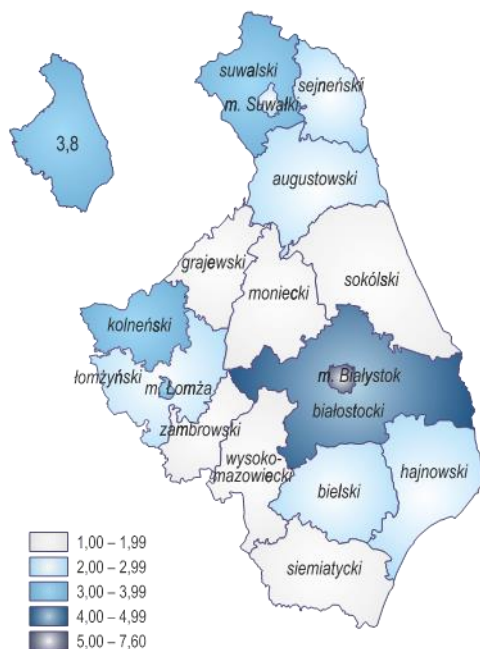 suwalski
sejneński
m. Suwałki
3,8
augustowski
grajewski
moniecki
sokólski
kolneński
łomżyński
m. Łomża
m. Białystok
białostocki
zambrowski
wysoko-
mazowiecki
hajnowski
bielski
siemiatycki
1,00 – 1,99
2,00 – 2,99
3,00 – 3,99
4,00 – 4,99
5,00 – 7,60